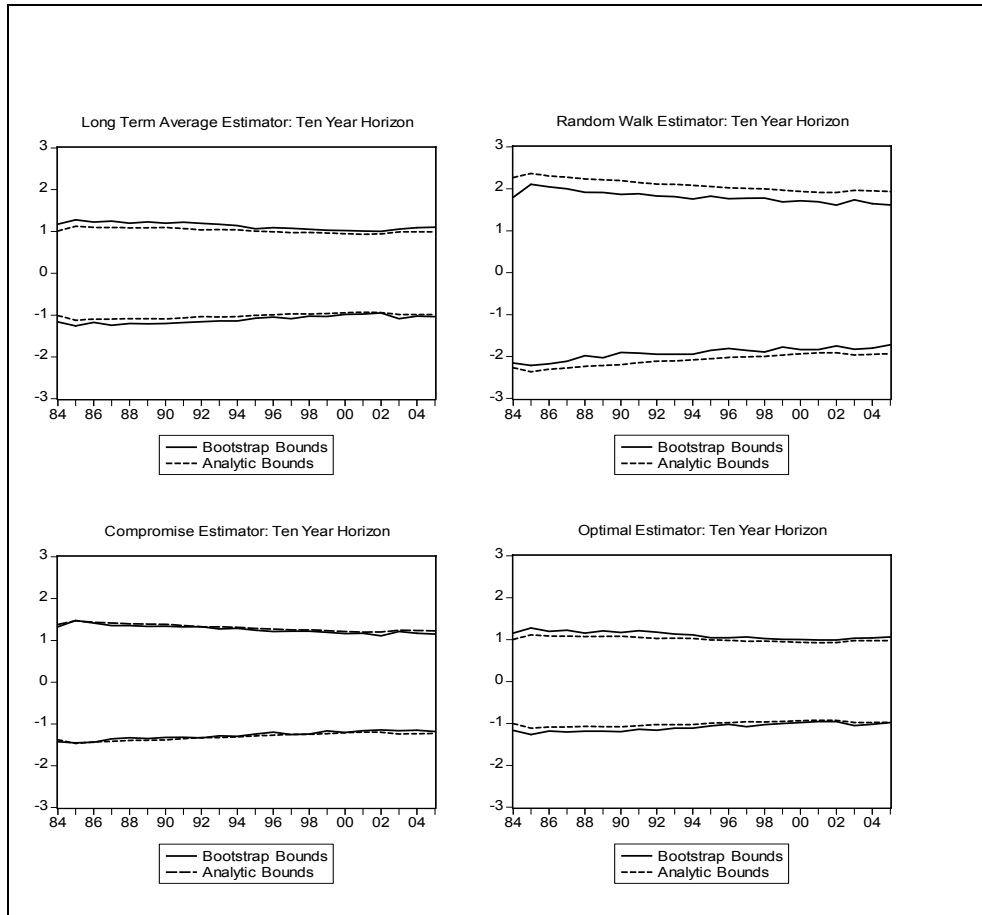 Long Term Average Estimator: Ten Year Horizon
3
2
1
0
-1
-2
-3
84 86 88 90 92 94 96 98 00 02 04
Bootstrap Bounds
Analytic Bounds
Random Walk Estimator: Ten Year Horizon
3
2
1
0
-1
-2
-3
84 86 88 90 92 94 96 98 00 02 04
Bootstrap Bounds
Analytic Bounds
Compromise Estimator: Ten Year Horizon
3
2
1
0
-1
-2
-3
84 86 88 90 92 94 96 98 00 02 04
Bootstrap Bounds
Analytic Bounds
Optimal Estimator: Ten Year Horizon
3
2
1
0
-1
-2
-3
84 86 88 90 92 94 96 98 00 02 04
Bootstrap Bounds
Analytic Bounds